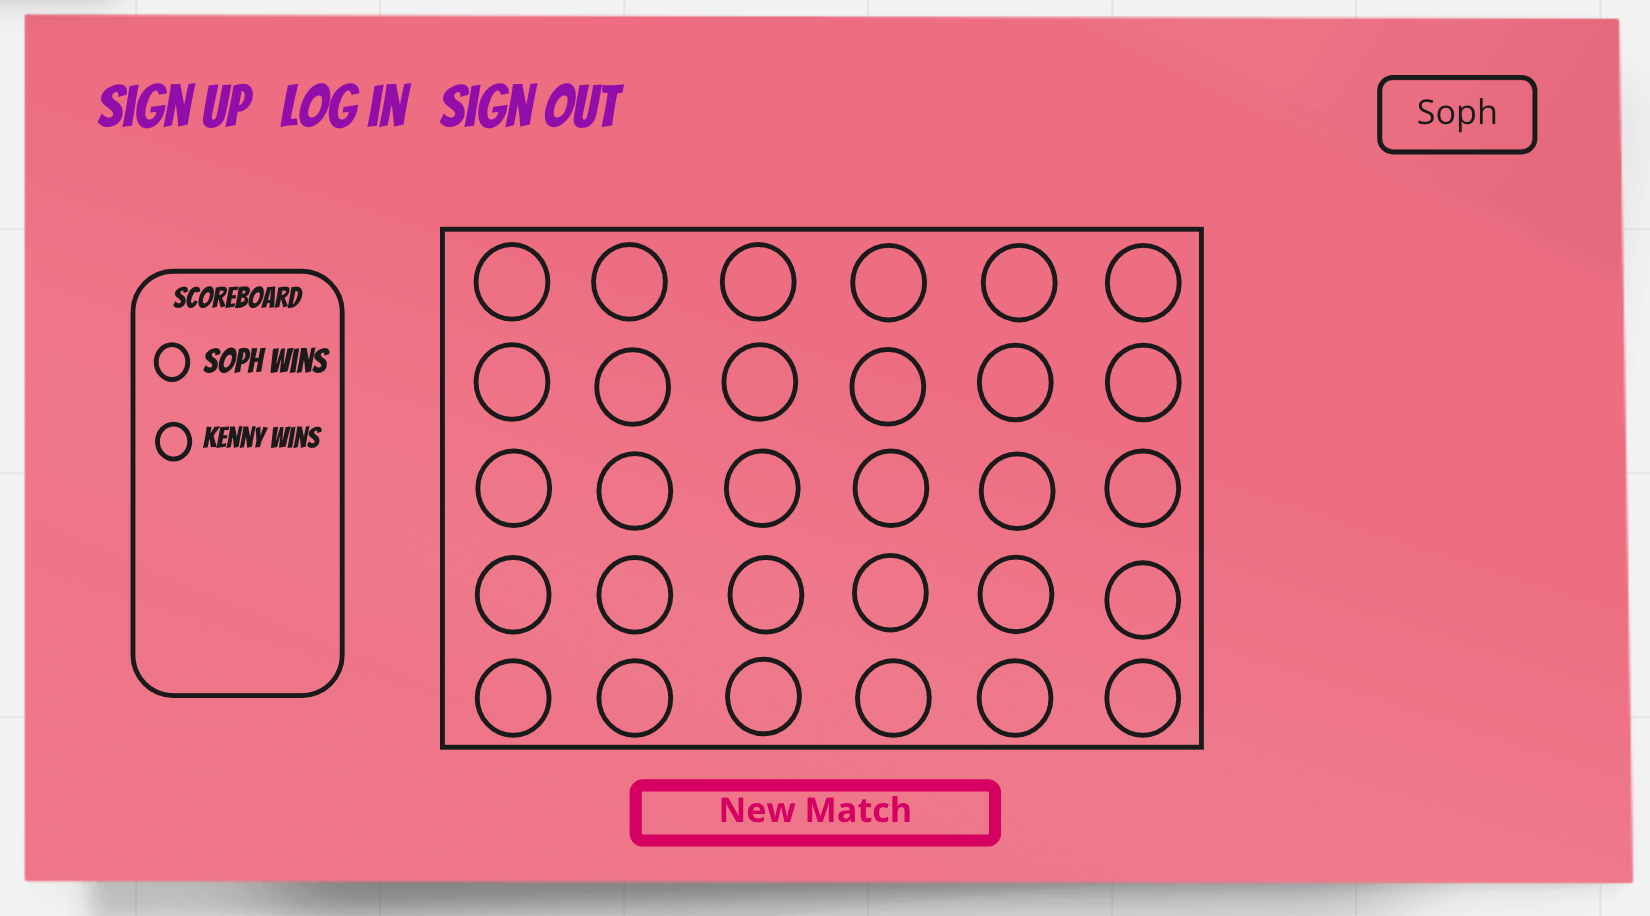 SIGN UP LOG IN SIGN OUT
Soph
SCOREBOARD
SOPH WINS
KENNY WINS
New Match